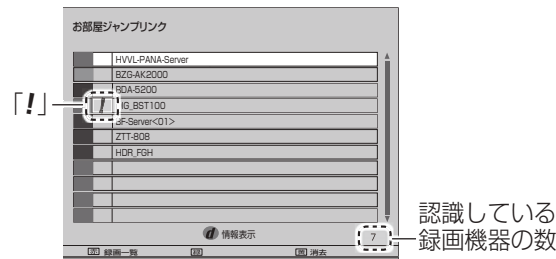 お部屋ジャンプリンク
HVVL-PANA-Server
BZG-AK2000
RDA-5200
「!」
!
IG_BST100
SF-Server<01>
ZTT-808
HDR_FGH
d 情報表示
7
認識している
録画機器の数
録画一覧
消去